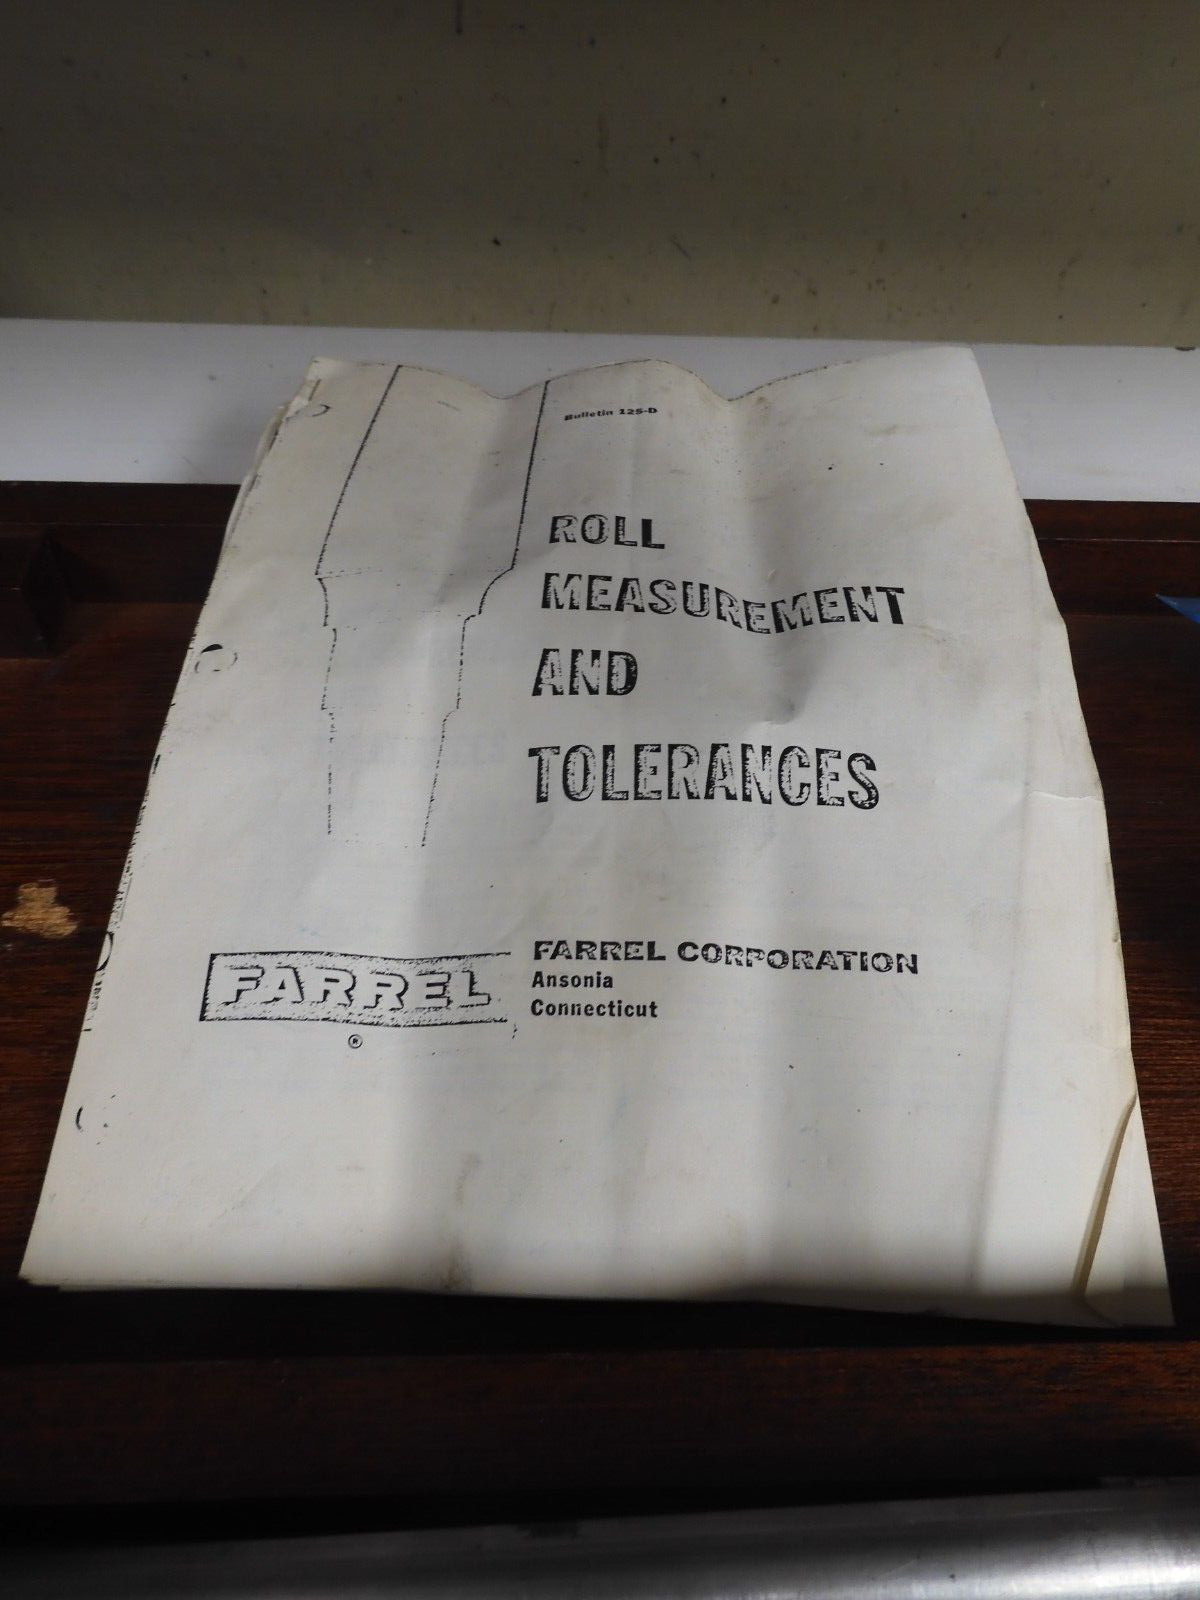 Bulletin 125-D
ROLL
MEASUREMENT
AND
TOLERANCES
FARREL
®
FARREL CORPORATION
Ansonia
Connecticut